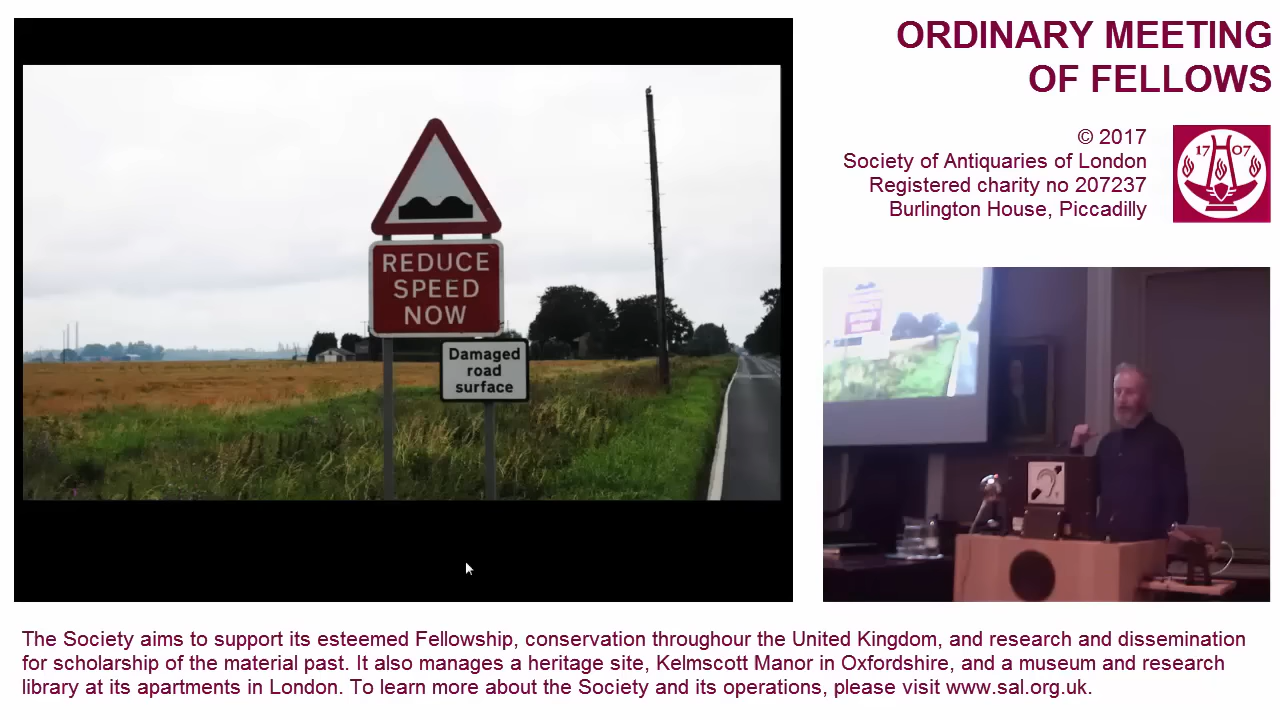 ORDINARY MEETING
OF FELLOWS
© 2017
Society of Antiquaries of London
Registered charity no 207237
Burlington House, Piccadilly
17 07
REDUCE
SPEED
NOW
Damaged
road
surface
The Society aims to support its esteemed Fellowship, conservation throughour the United Kingdom, and research and dissemination
for scholarship of the material past. It also manages a heritage site, Kelmscott Manor in Oxfordshire, and a museum and research
library at its apartments in London. To learn more about the Society and its operations, please visit www.sal.org.uk.